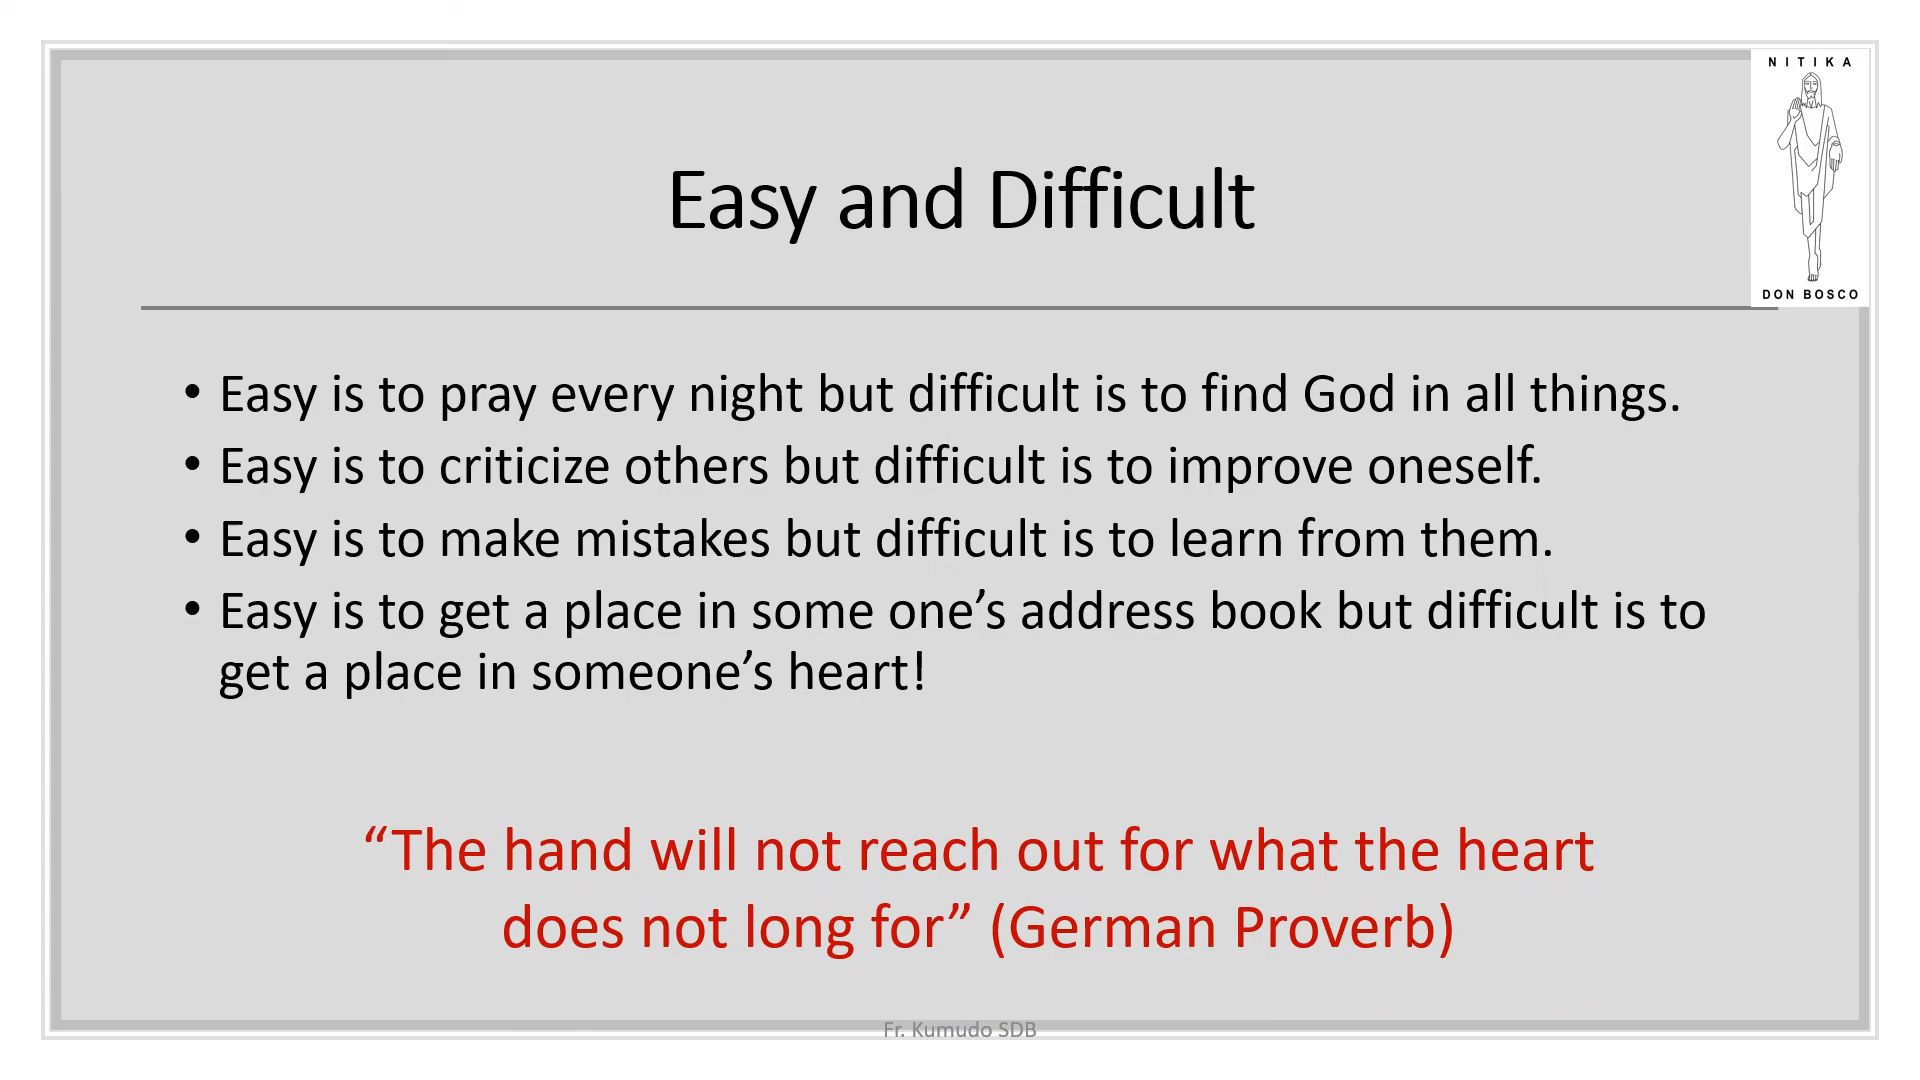 NITIKA
DON BOSCO
Easy and Difficult
• Easy is to pray every night but difficult is to find God in all things.
• Easy is to criticize others but difficult is to improve oneself.
• Easy is to make mistakes but difficult is to learn from them.
• Easy is to get a place in some one’s address book but difficult is to
get a place in someone’s heart!
“The hand will not reach out for what the heart
does not long for” (German Proverb)
Fr. Kumudo SDB